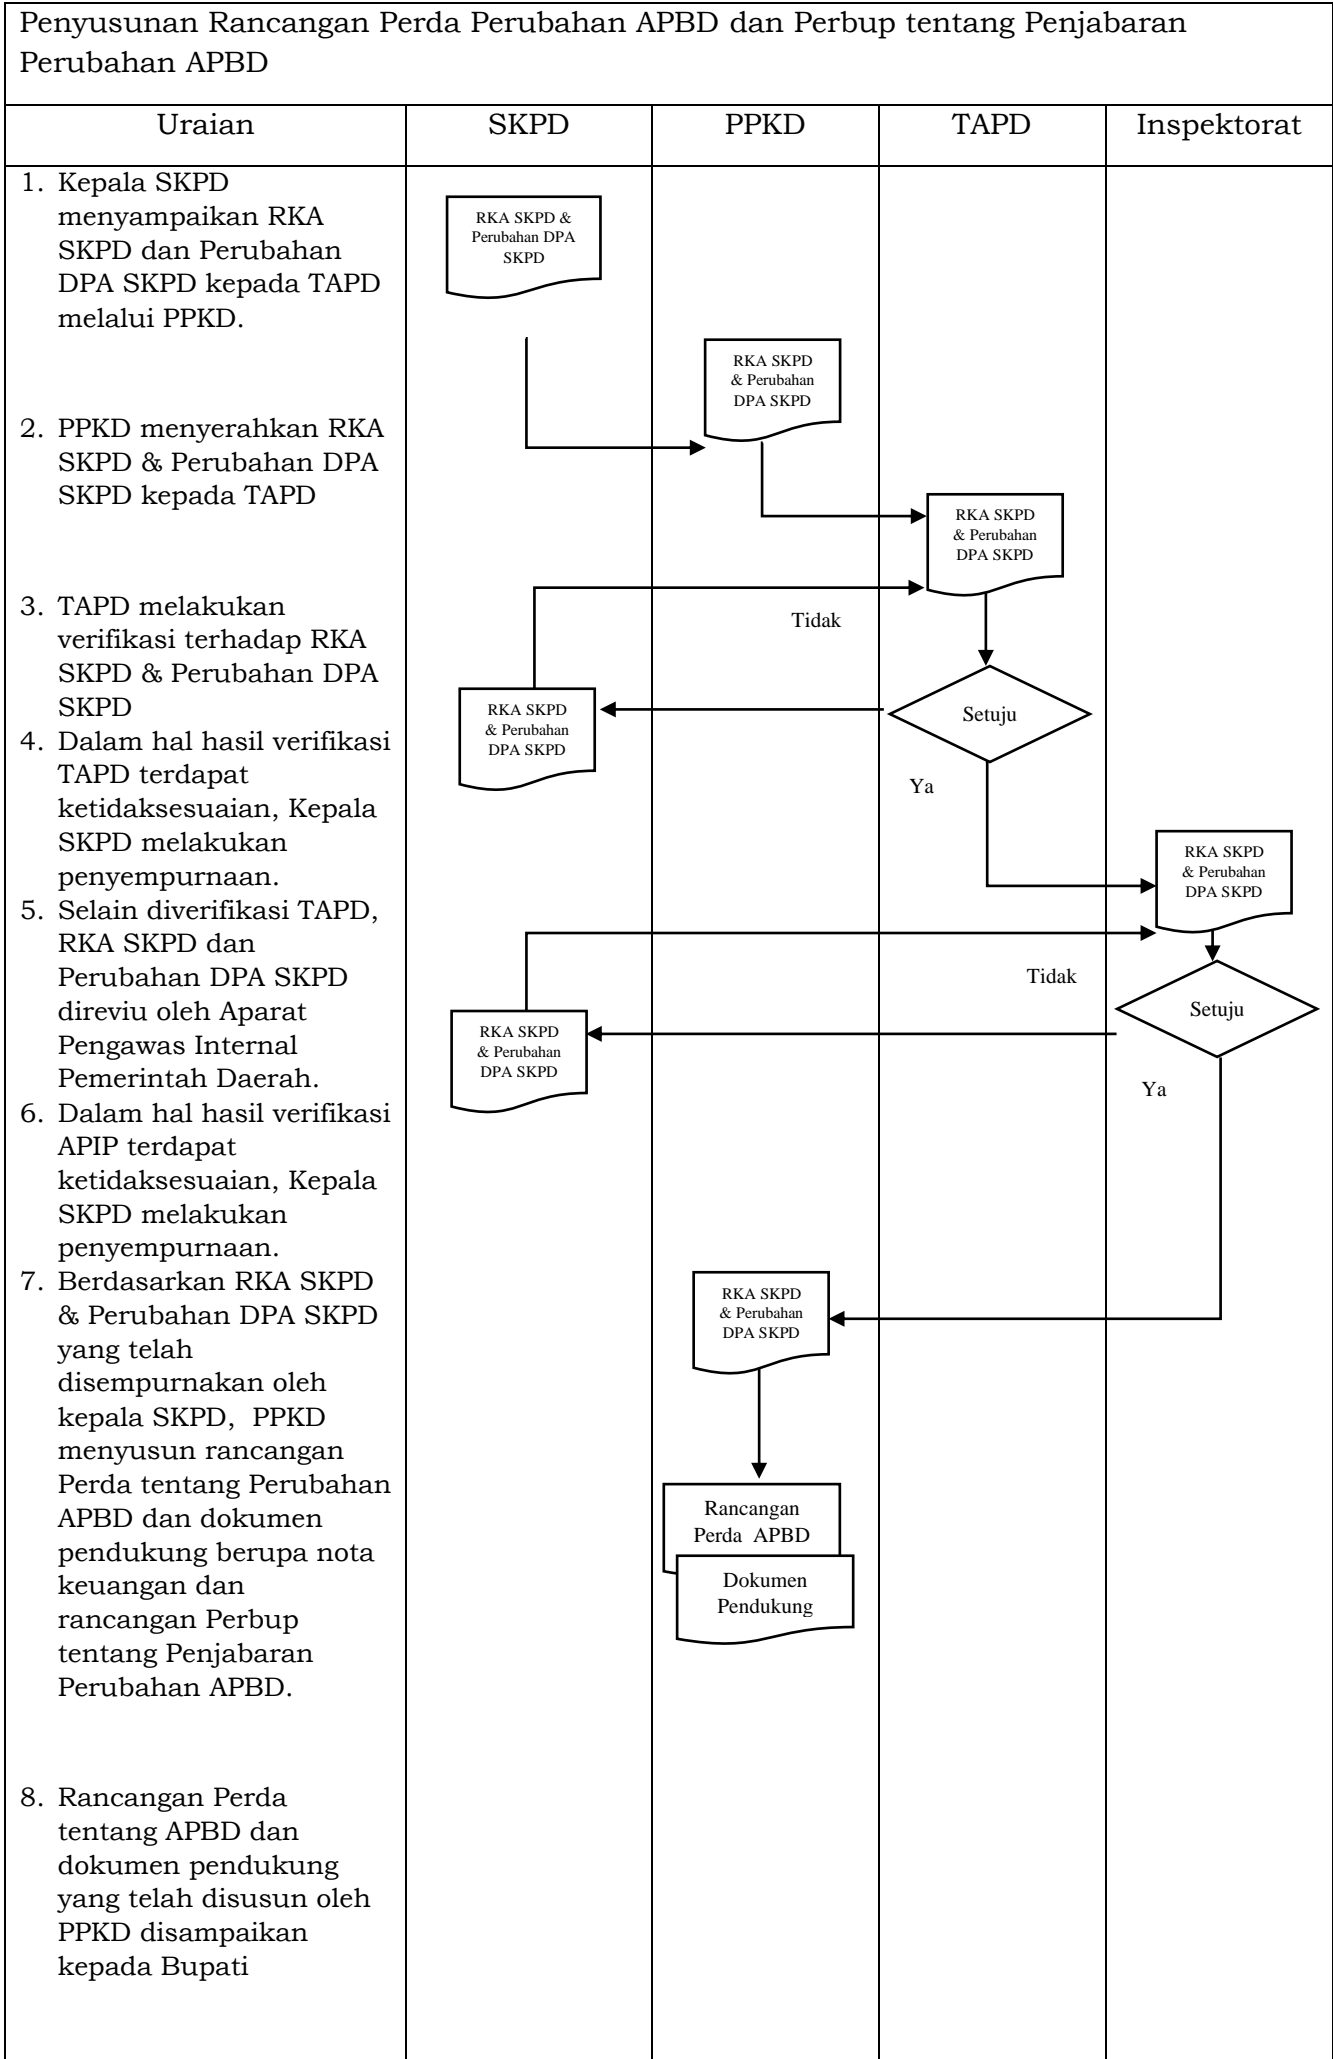 Penyusunan Rancangan Perda Perubahan APBD dan Perbup tentang Penjabaran
Perubahan APBD
Uraian
SKPD
PPKD
TAPD
Inspektorat
1. Kepala SKPD
menyampaikan RKA
SKPD dan Perubahan
DPA SKPD kepada TAPD
melalui PPKD.
2. PPKD menyerahkan RKA
SKPD & Perubahan DPA
SKPD kepada TAPD
3. TAPD melakukan
verifikasi terhadap RKA
SKPD & Perubahan DPA
SKPD
4. Dalam hal hasil verifikasi
TAPD terdapat
ketidaksesuaian, Kepala
SKPD melakukan
penyempurnaan.
5. Selain diverifikasi TAPD,
RKA SKPD dan
Perubahan DPA SKPD
direviu oleh Aparat
Pengawas Internal
Pemerintah Daerah.
6. Dalam hal hasil verifikasi
APIP terdapat
ketidaksesuaian, Kepala
SKPD melakukan
penyempurnaan.
7. Berdasarkan RKA SKPD
& Perubahan DPA SKPD
yang telah
disempurnakan oleh
kepala SKPD, PPKD
menyusun rancangan
Perda tentang Perubahan
APBD dan dokumen
pendukung berupa nota
keuangan dan
rancangan Perbup
tentang Penjabaran
Perubahan APBD.
8. Rancangan Perda
tentang APBD dan
dokumen pendukung
yang telah disusun oleh
PPKD disampaikan
kepada Bupati
RKA SKPD &
Perubahan DPA
SKPD
RKA SKPD
& Perubahan
DPA SKPD
RKA SKPD
& Perubahan
DPA SKPD
Tidak
RKA SKPD
& Perubahan
DPA SKPD
Setuju
Ya
RKA SKPD
& Perubahan
DPA SKPD
Tidak
RKA SKPD
& Perubahan
DPA SKPD
Setuju
Ya
RKA SKPD
& Perubahan
DPA SKPD
Rancangan
Perda APBD
Dokumen
Pendukung